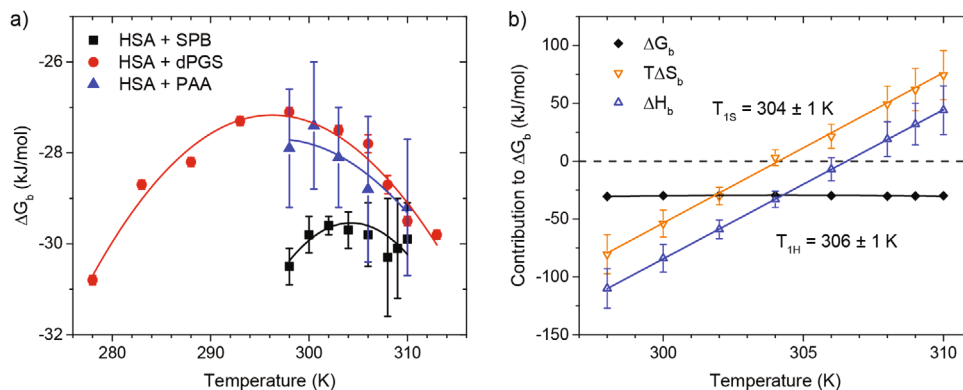 a)
HSA + SPB
HSA + dPGS
HSA + PAA
-26
-28
-30
-32
ΔG_b (kJ/mol)
280
290
300
310
Temperature (K)
b)
ΔG_b
TΔS_b
ΔH_b
100
50
0
-50
-100
-150
Contribution to ΔG_b (kJ/mol)
T_1S = 304 ± 1 K
T_1H = 306 ± 1 K
300
305
310
Temperature (K)